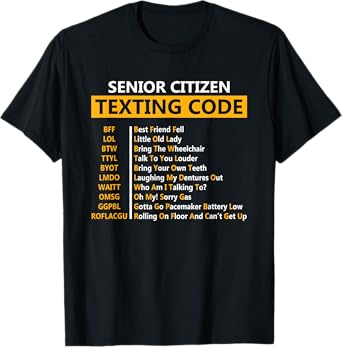 SENIOR CITIZEN
TEXTING CODE
BFF Best Friend Fell
LOL Little Old Lady
BTW Bring The Wheelchair
TTYL Talk To You Louder
BYOT Bring Your Own Teeth
LMDO Laughing My Dentures Out
WAITT Who Am I Talking To?
OMSG Oh My! Sorry Gas
GGPBL Gotta Go Pacemaker Battery Low
ROFLACGU Rolling On Floor And Can't Get Up